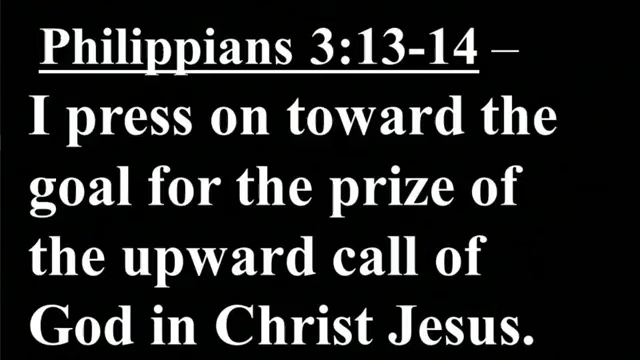 Philippians 3:13-14 –
I press on toward the
goal for the prize of
the upward call of
God in Christ Jesus.